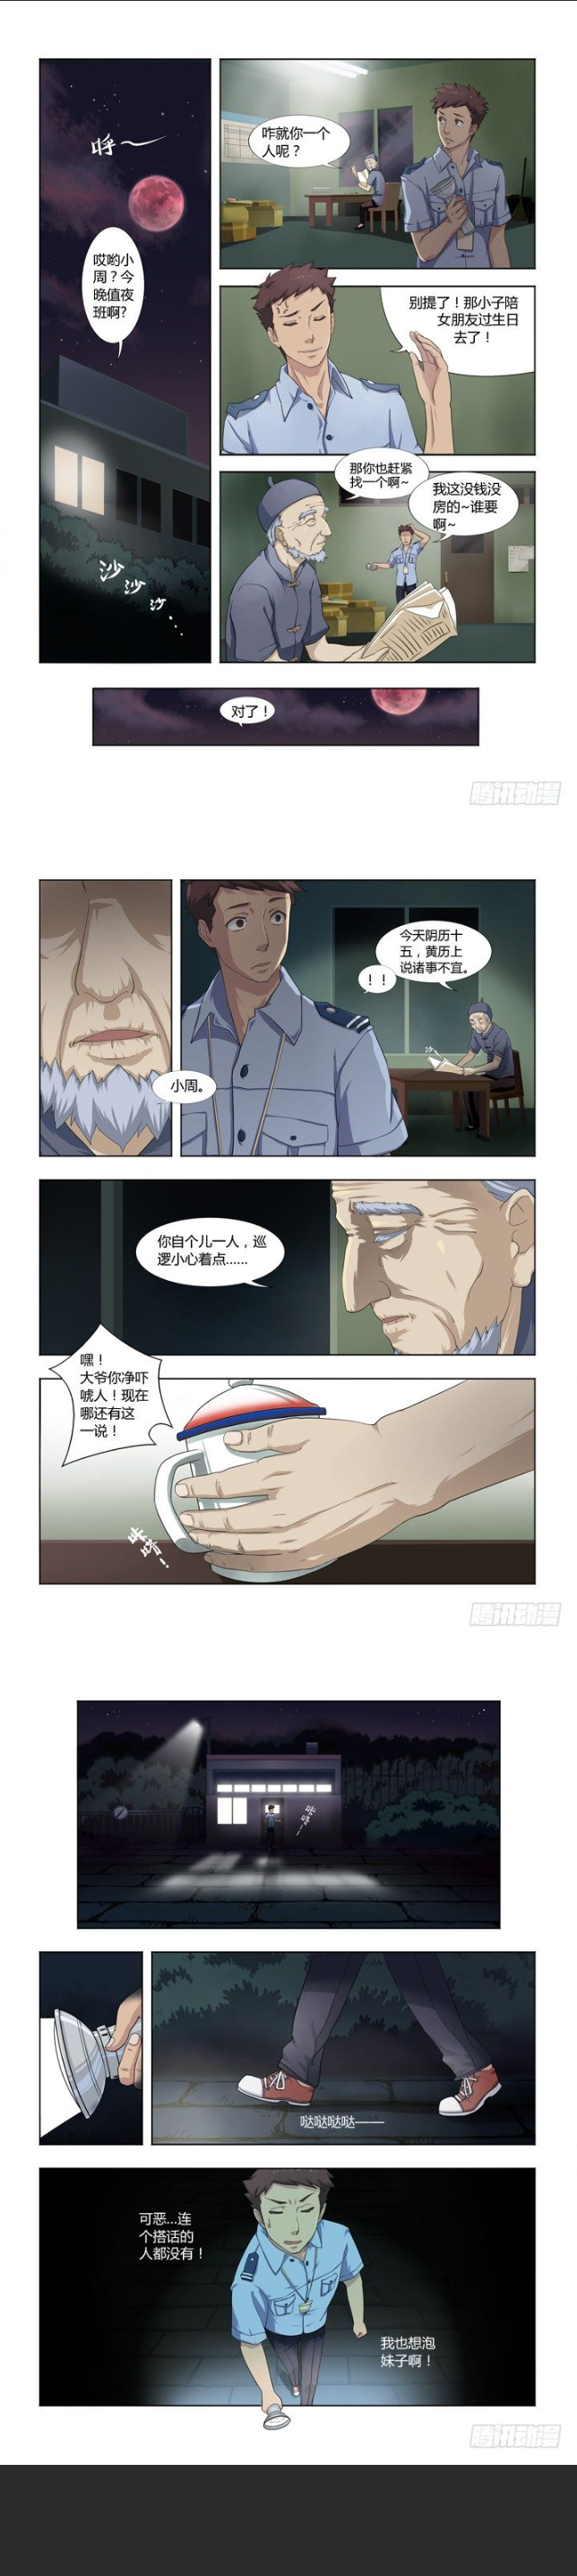 呼～
哎哟小
周？今
晚值夜
班啊?
沙
沙
沙
咋就你一个
人呢？
别提了！那小子陪
女朋友过生日
去了！
那你也赶紧
找一个啊~
我这没钱没
房的~谁要
啊~
对了！
腾讯动漫
小周。
！！
今天阴历十
五，黄历上
说诸事不宜。
你自个儿一人，巡
逻小心着点……
嘿！
大爷你净吓
唬人！现在
哪还有这
一说！
腾讯动漫
哒哒哒哒——
可恶...连
个搭话的
人都没有！
我也想泡
妹子啊！
腾讯动漫